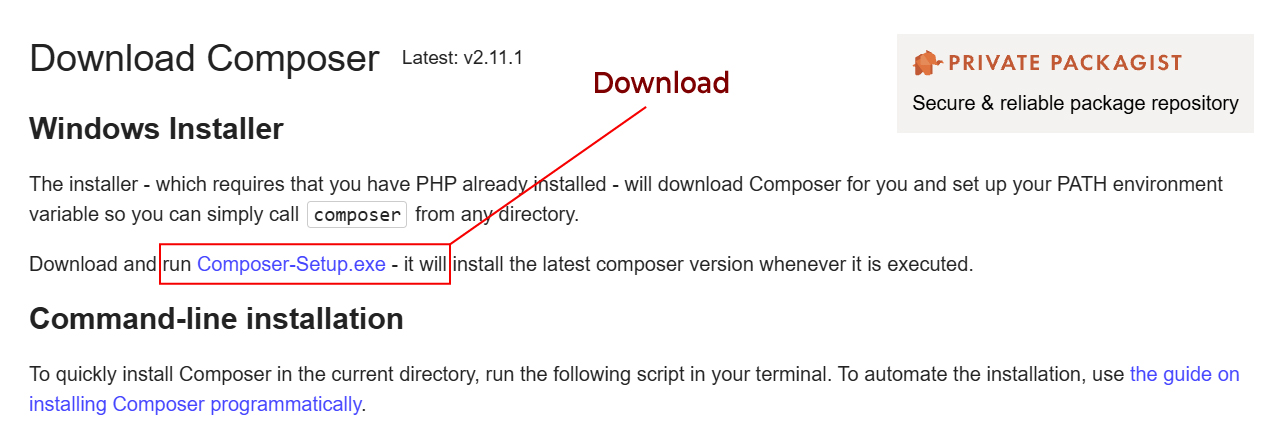 Download Composer Latest: v2.11.1
Download
PRIVATE PACKAGIST
Secure & reliable package repository
Windows Installer
The installer - which requires that you have PHP already installed - will download Composer for you and set up your PATH environment
variable so you can simply call composer from any directory.
Download and run Composer-Setup.exe - it will install the latest composer version whenever it is executed.
Command-line installation
To quickly install Composer in the current directory, run the following script in your terminal. To automate the installation, use the guide on
installing Composer programmatically.